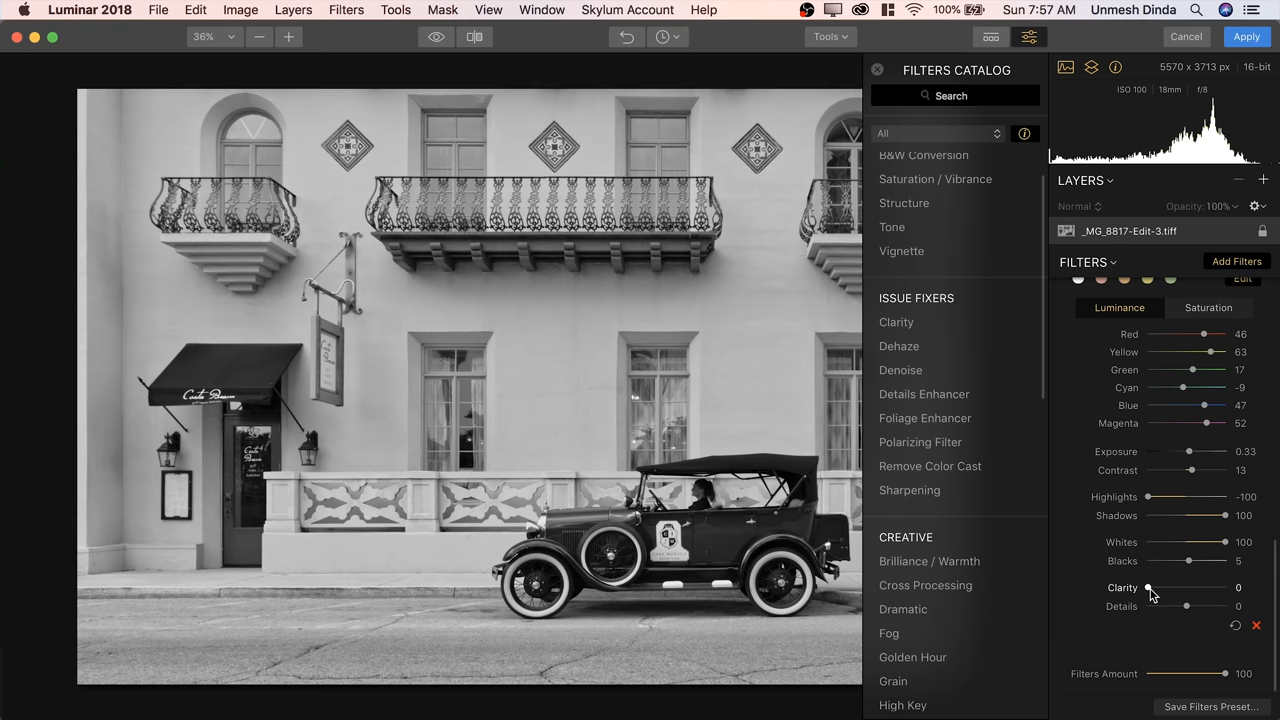 Luminar 2018 File Edit Image Layers Filters Tools Mask View Window Skylum Account Help 100% Sun 7:57 AM Unmesh Dinda
36% Tools Cancel Apply
FILTERS CATALOG
Search
All
B&W Conversion
Saturation / Vibrance
Structure
Tone
Vignette
ISSUE FIXERS
Clarity
Dehaze
Denoise
Details Enhancer
Foliage Enhancer
Polarizing Filter
Remove Color Cast
Sharpening
CREATIVE
Brilliance / Warmth
Cross Processing
Dramatic
Fog
Golden Hour
Grain
High Key
5570 x 3713 px 16-bit
ISO 100 18mm f/8
LAYERS
Normal Opacity: 100%
_MG_8817-Edit-3.tiff
FILTERS Add Filters
Edit
Luminance Saturation
Red 46
Yellow 63
Green 17
Cyan -9
Blue 47
Magenta 52
Exposure 0.33
Contrast 13
Highlights -100
Shadows 100
Whites 100
Blacks 5
Clarity 0
Details 0
Filters Amount 100
Save Filters Preset...
Costa Brava
Costa